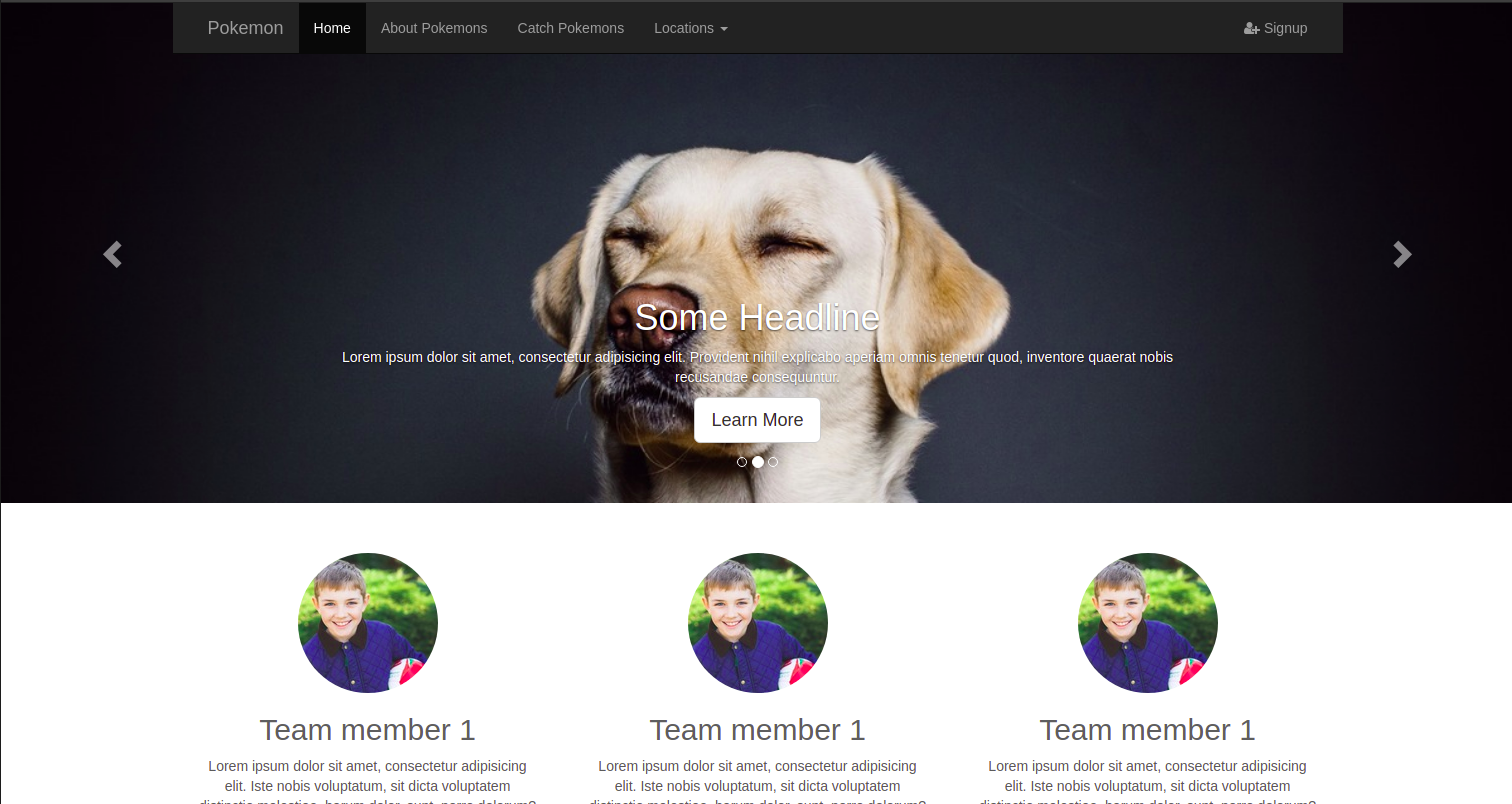 Pokemon Home About Pokemons Catch Pokemons Locations Signup
Some Headline
Lorem ipsum dolor sit amet, consectetur adipisicing elit. Provident nihil explicabo aperiam omnis tenetur quod, inventore quaerat nobis
recusandae consequuntur.
Learn More
Team member 1
Lorem ipsum dolor sit amet, consectetur adipisicing
elit. Iste nobis voluptatum, sit dicta voluptatem
Team member 1
Lorem ipsum dolor sit amet, consectetur adipisicing
elit. Iste nobis voluptatum, sit dicta voluptatem
Team member 1
Lorem ipsum dolor sit amet, consectetur adipisicing
elit. Iste nobis voluptatum, sit dicta voluptatem